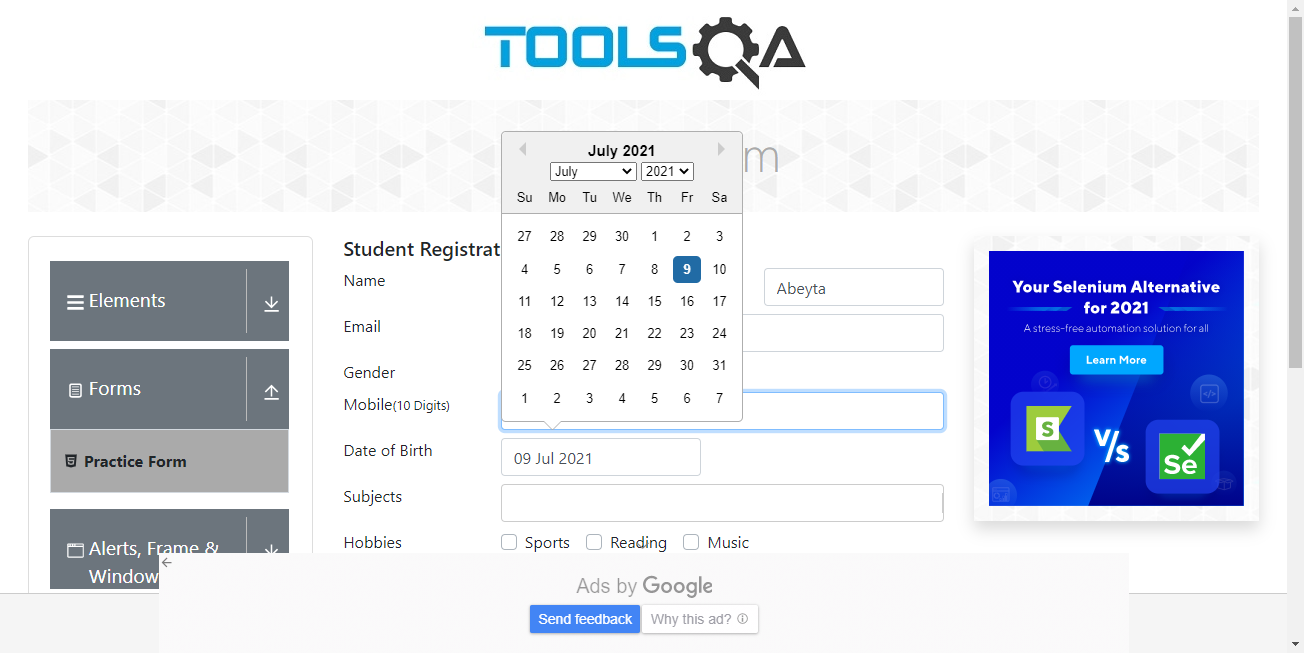 TOOLSQA
m
July 2021
July 2021
Su Mo Tu We Th Fr Sa
27 28 29 30 1 2 3
4 5 6 7 8 9 10
11 12 13 14 15 16 17
18 19 20 21 22 23 24
25 26 27 28 29 30 31
1 2 3 4 5 6 7
Elements
Forms
Practice Form
Alerts, Frame &
Window
Student Registrat
Name
Abeyta
Email
Gender
Mobile(10 Digits)
Date of Birth
09 Jul 2021
Subjects
Hobbies
Sports Reading Music
Your Selenium Alternative
for 2021
A stress-free automation solution for all
Learn More
S
V/s
Se
Ads by Google
Send feedback
Why this ad?